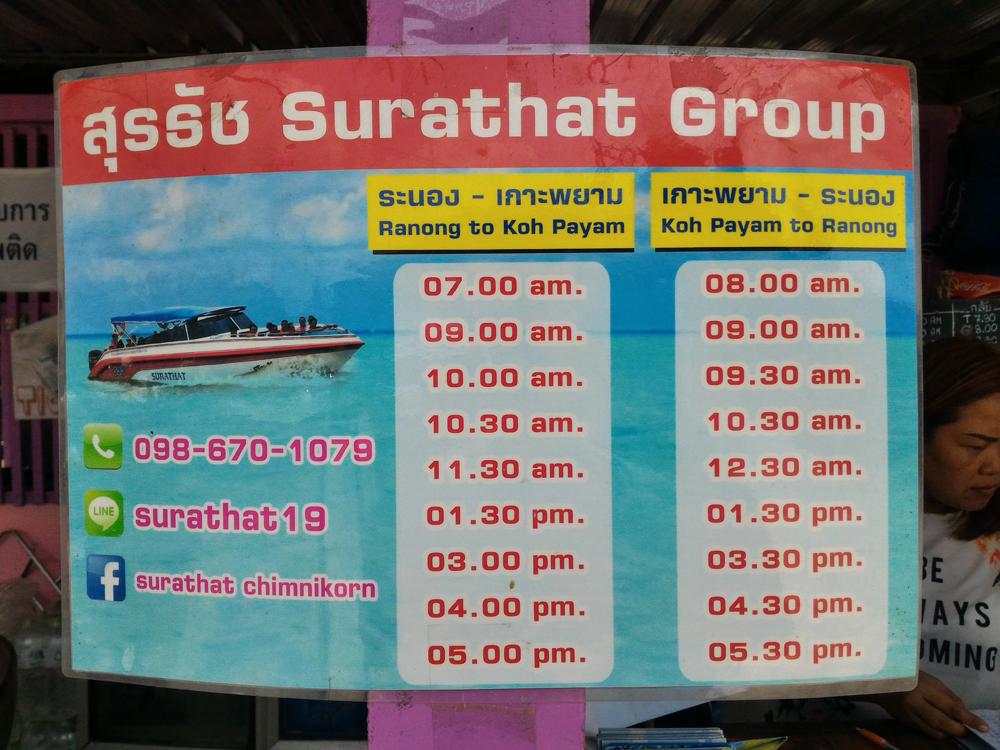 สุรรัช Surathat Group
ระนอง - เกาะพยาม
Ranong to Koh Payam
07.00 am.
09.00 am.
10.00 am.
10.30 am.
11.30 am.
01.30 pm.
03.00 pm.
04.00 pm.
05.00 pm.
เกาะพยาม - ระนอง
Koh Payam to Ranong
08.00 am.
09.00 am.
09.30 am.
10.30 am.
12.30 am.
01.30 pm.
03.30 pm.
04.30 pm.
05.30 pm.
SURATHAT
098-670-1079
LINE
surathat19
f
surathat chimnikorn